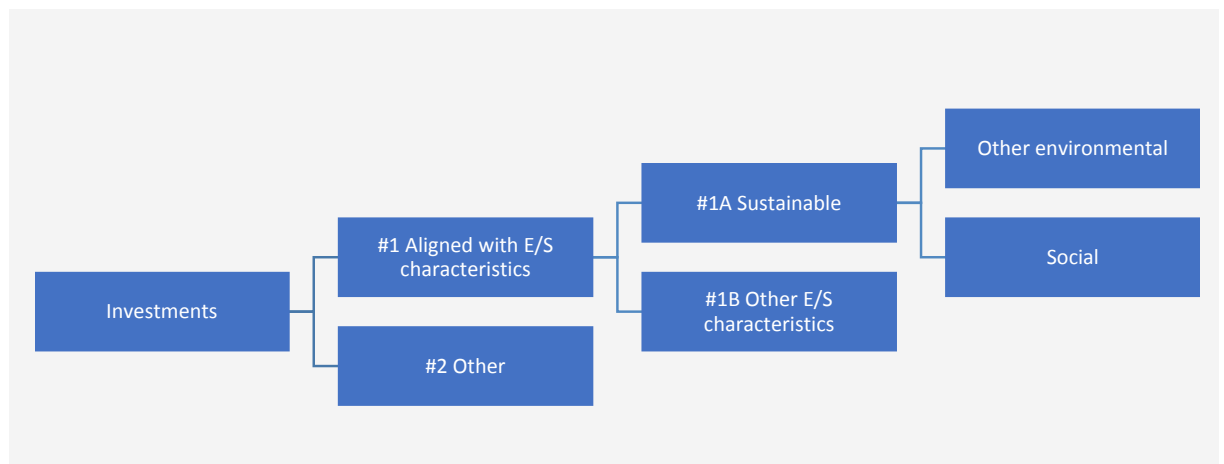 Investments
#1 Aligned with E/S
characteristics
#2 Other
#1A Sustainable
#1B Other E/S
characteristics
Other environmental
Social